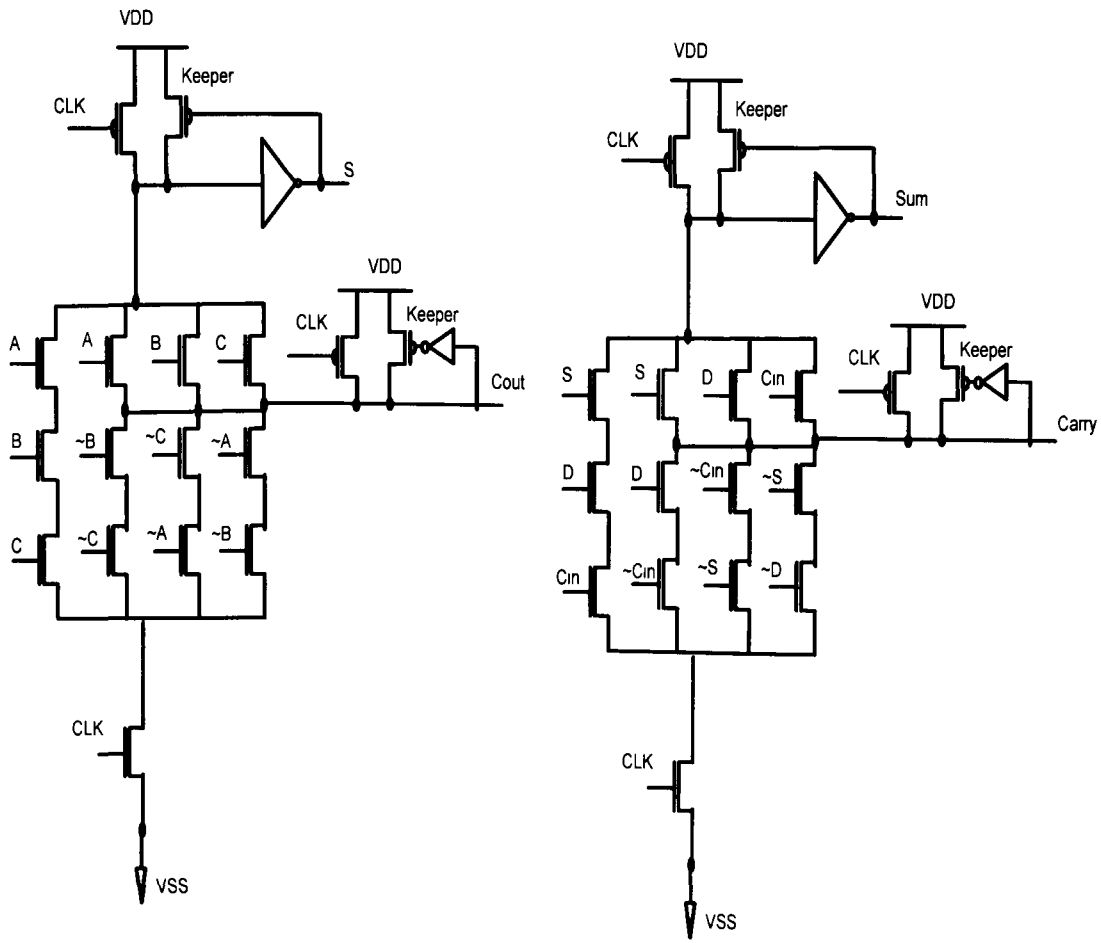 VDD
Keeper
CLK
S
VDD
CLK
Keeper
Cout
A
A
B
C
B
~B
~C
~A
C
~C
~A
~B
CLK
VSS
VDD
Keeper
CLK
Sum
VDD
CLK
Keeper
Carry
S
S
D
Cin
D
D
~Cin
~S
Cin
~Cin
~S
~D
CLK
VSS